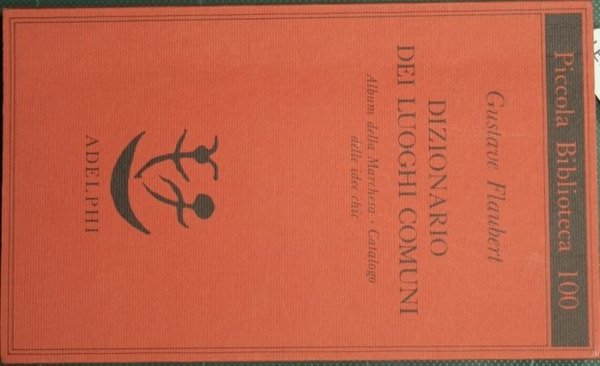 Piccola Biblioteca 100
Gustave Flaubert
DIZIONARIO
DEI LUOGHI COMUNI
Album della Marchesa · Catalogo
delle idee chic
ADELPHI